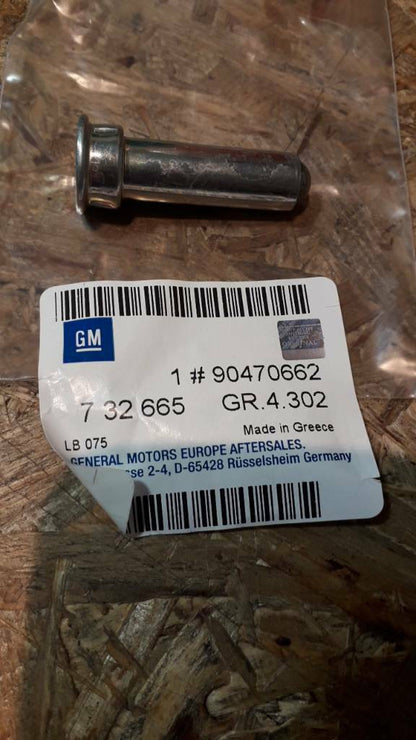 GM
ORIGINAL
1 # 90470662
7 32 665 GR.4.302
Made in Greece
LB 075
GENERAL MOTORS EUROPE AFTERSALES.
sse 2-4, D-65428 Rüsselsheim Germany